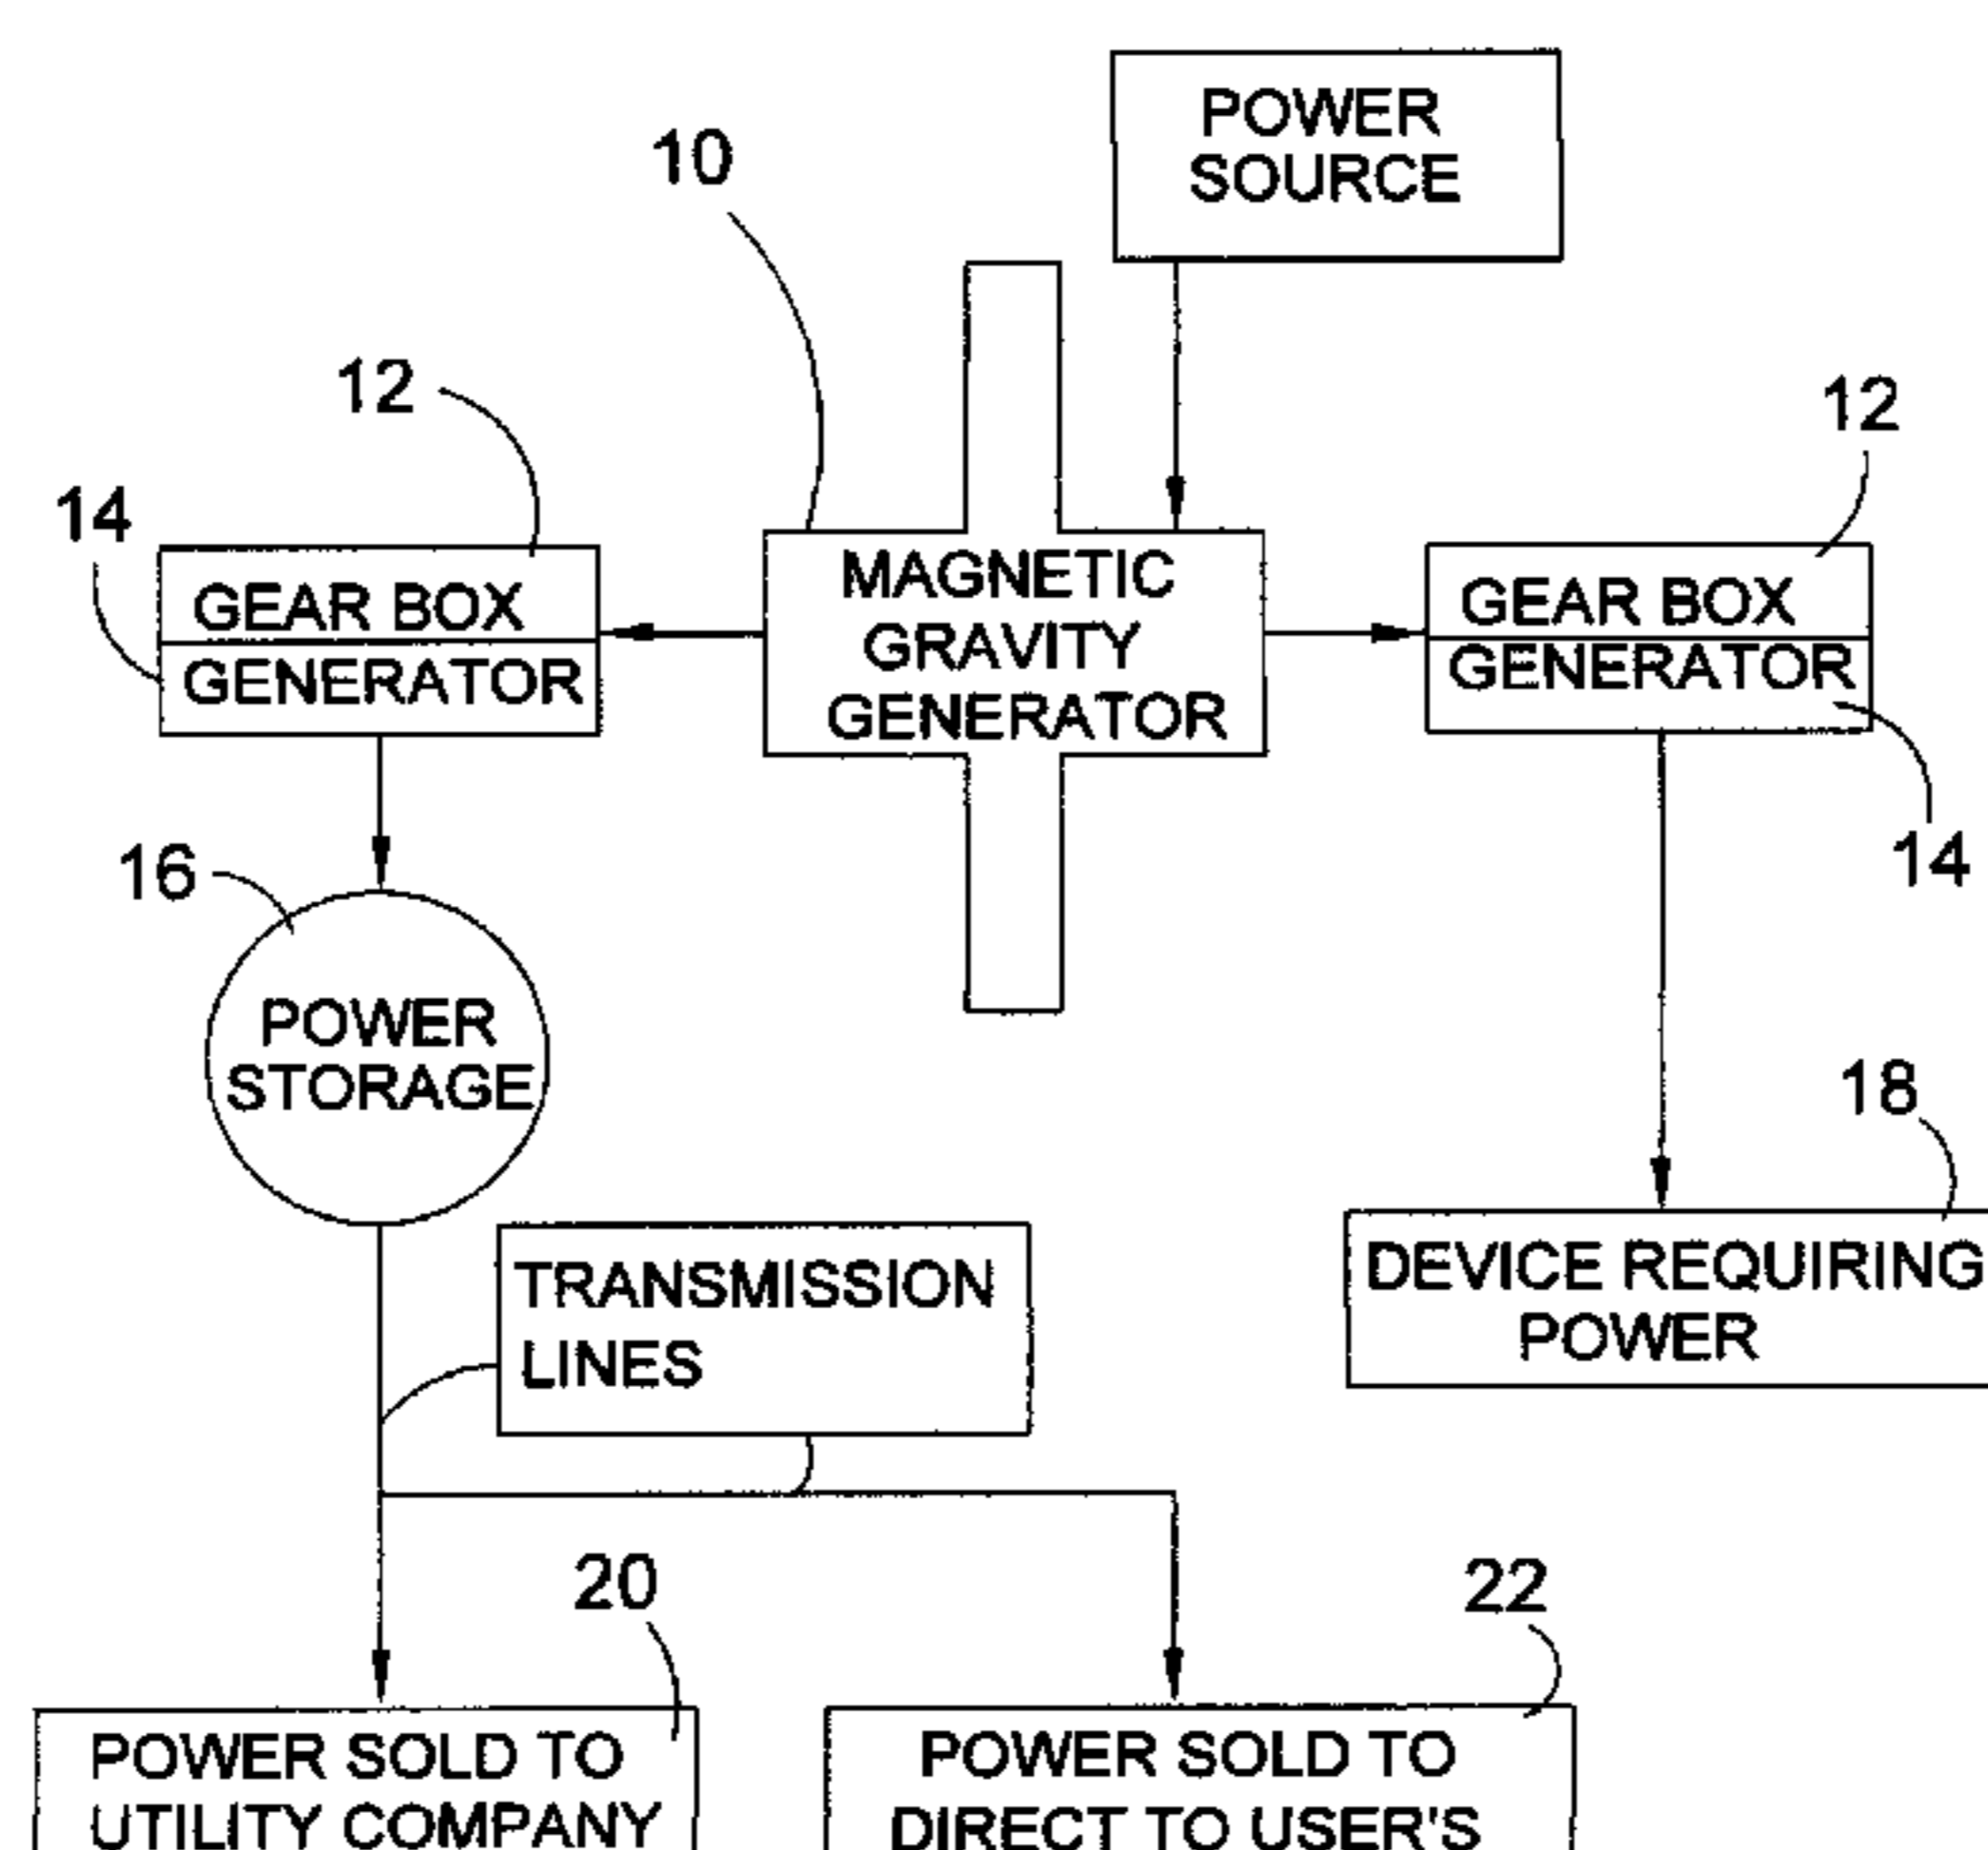 POWER
SOURCE
10
12
12
14
GEAR BOX
GENERATOR
MAGNETIC
GRAVITY
GENERATOR
GEAR BOX
GENERATOR
14
16
POWER
STORAGE
18
DEVICE REQUIRING
POWER
TRANSMISSION
LINES
20
22
POWER SOLD TO
UTILITY COMPANY
POWER SOLD TO
DIRECT TO USER'S